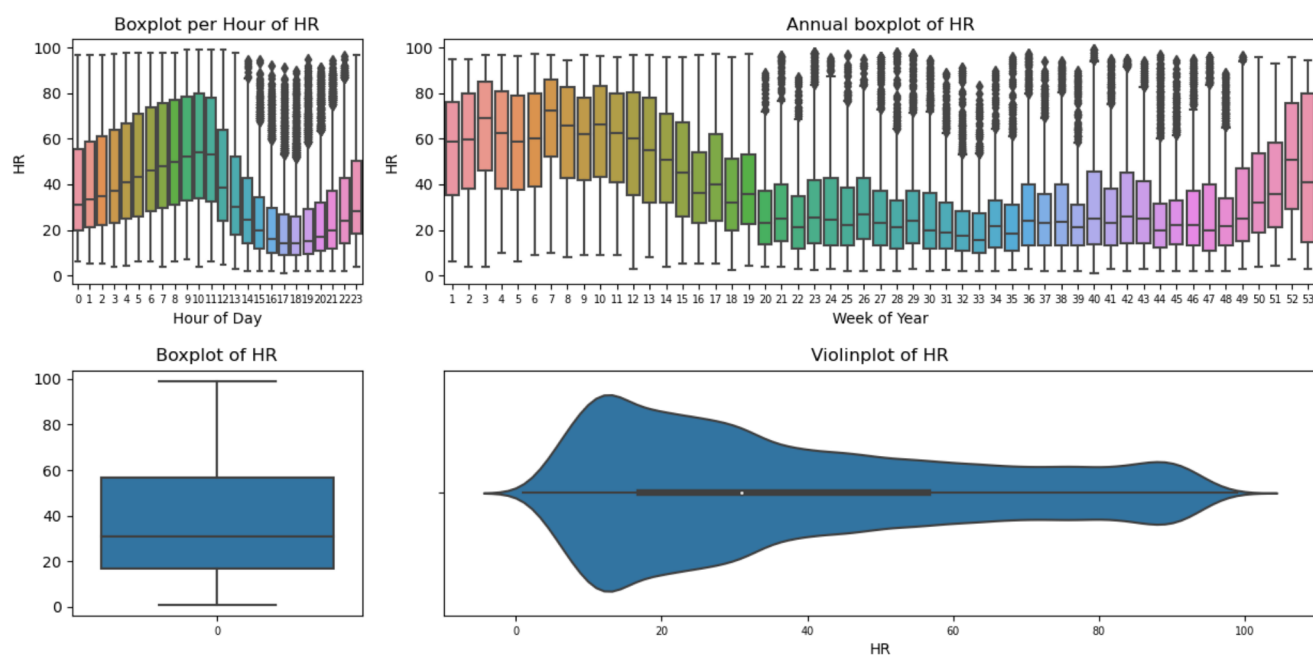 Boxplot per Hour of HR
HR
100
80
60
40
20
0
0 1 2 3 4 5 6 7 8 9 10 11 12 13 14 15 16 17 18 19 20 21 22 23
Hour of Day
Annual boxplot of HR
HR
100
80
60
40
20
0
1 2 3 4 5 6 7 8 9 10 11 12 13 14 15 16 17 18 19 20 21 22 23 24 25 26 27 28 29 30 31 32 33 34 35 36 37 38 39 40 41 42 43 44 45 46 47 48 49 50 51 52 53
Week of Year
Boxplot of HR
100
80
60
40
20
0
0
Violinplot of HR
0 20 40 60 80 100
HR